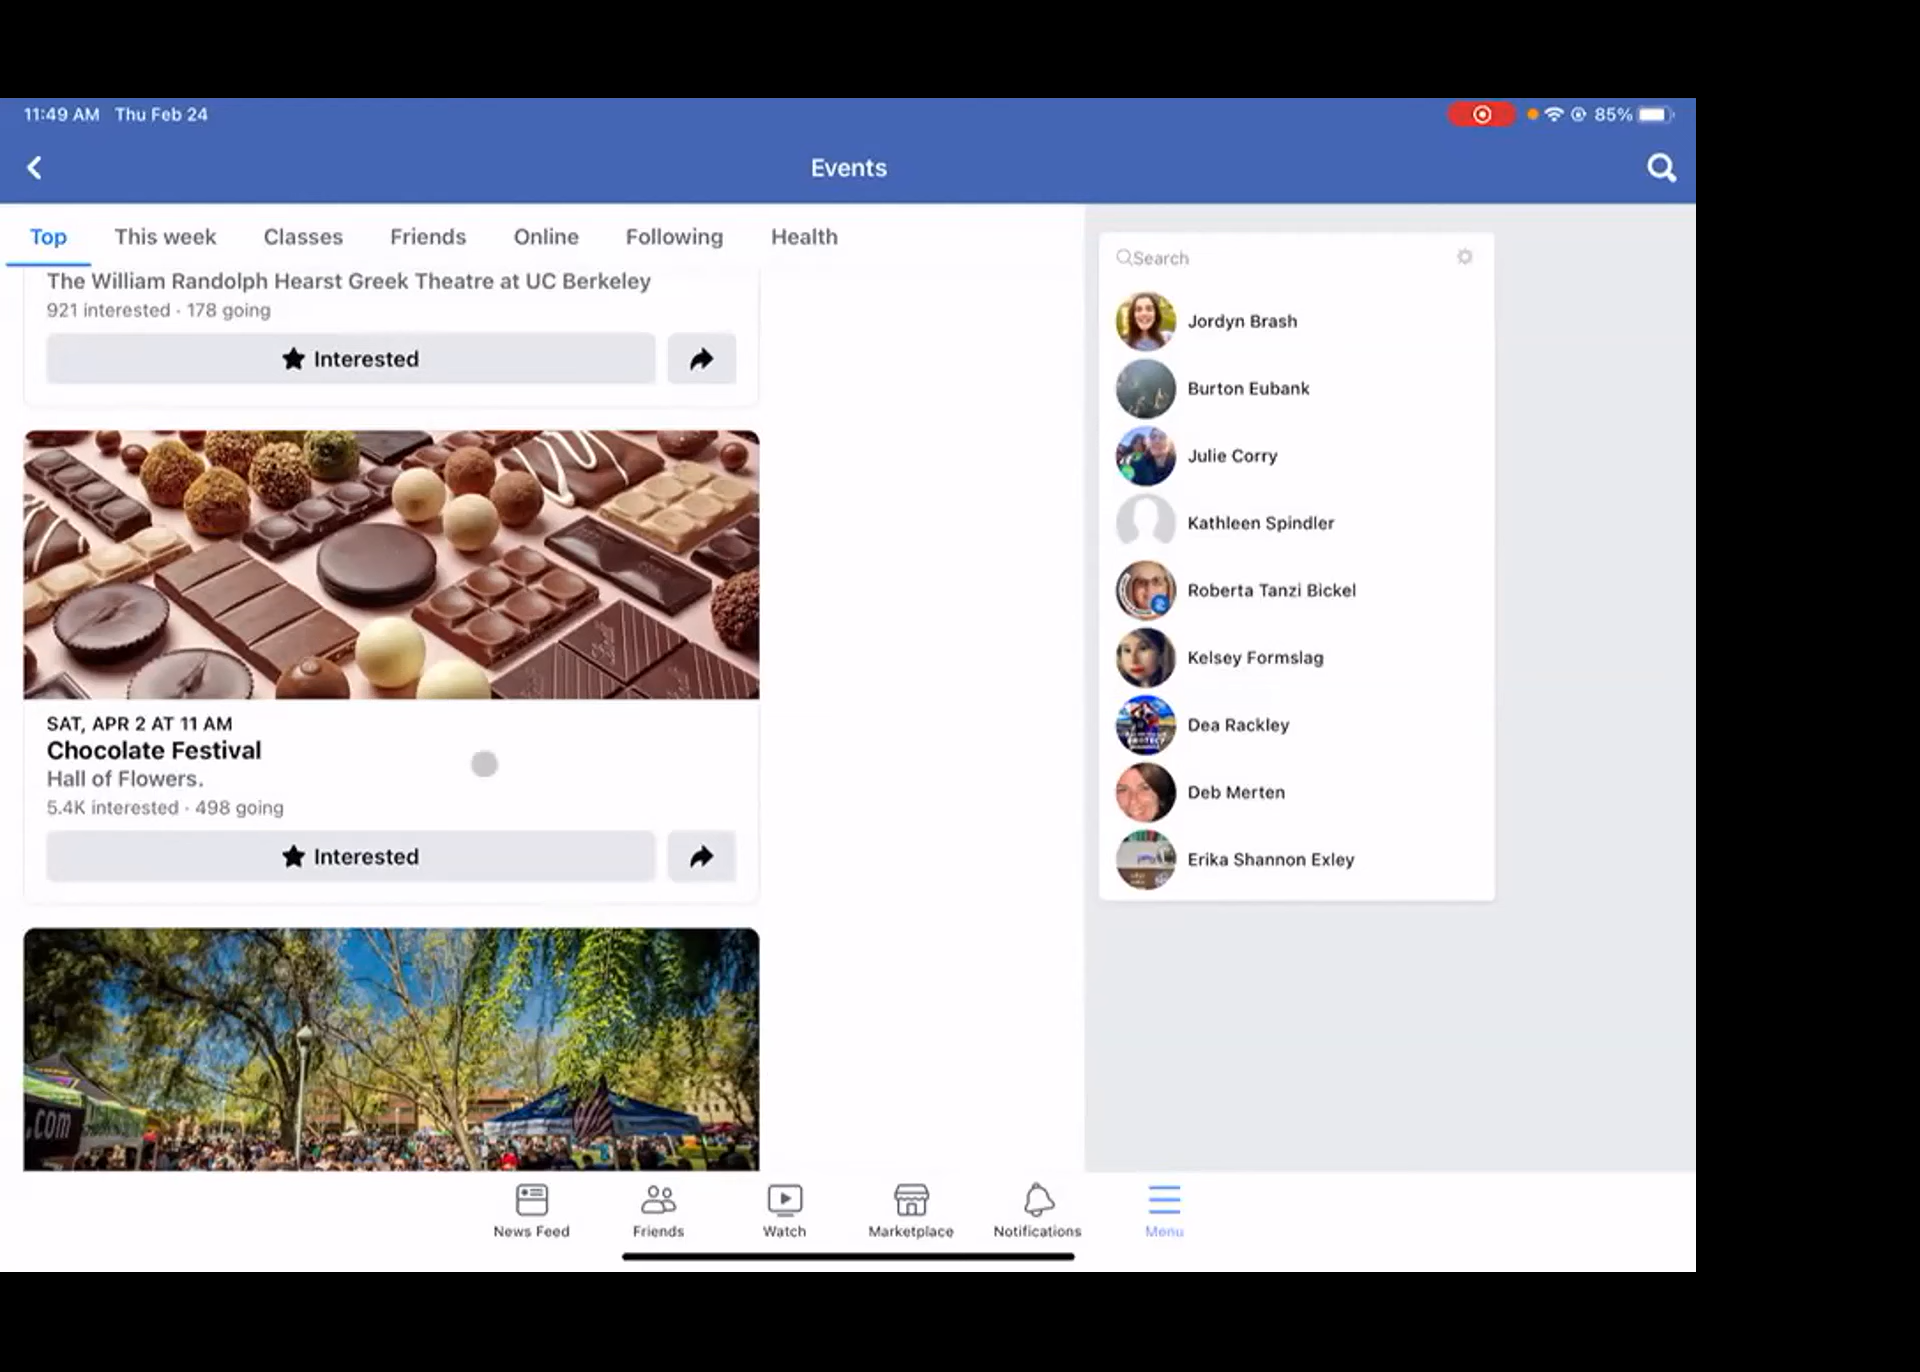 11:49 AM Thu Feb 24
85%
Events
Top This week Classes Friends Online Following Health
The William Randolph Hearst Greek Theatre at UC Berkeley
921 interested · 178 going
Interested
SAT, APR 2 AT 11 AM
Chocolate Festival
Hall of Flowers.
5.4K interested · 498 going
Interested
.com
Search
Jordyn Brash
Burton Eubank
Julie Corry
Kathleen Spindler
Roberta Tanzi Bickel
Kelsey Formslag
Dea Rackley
Deb Merten
Erika Shannon Exley
News Feed Friends Watch Marketplace Notifications Menu